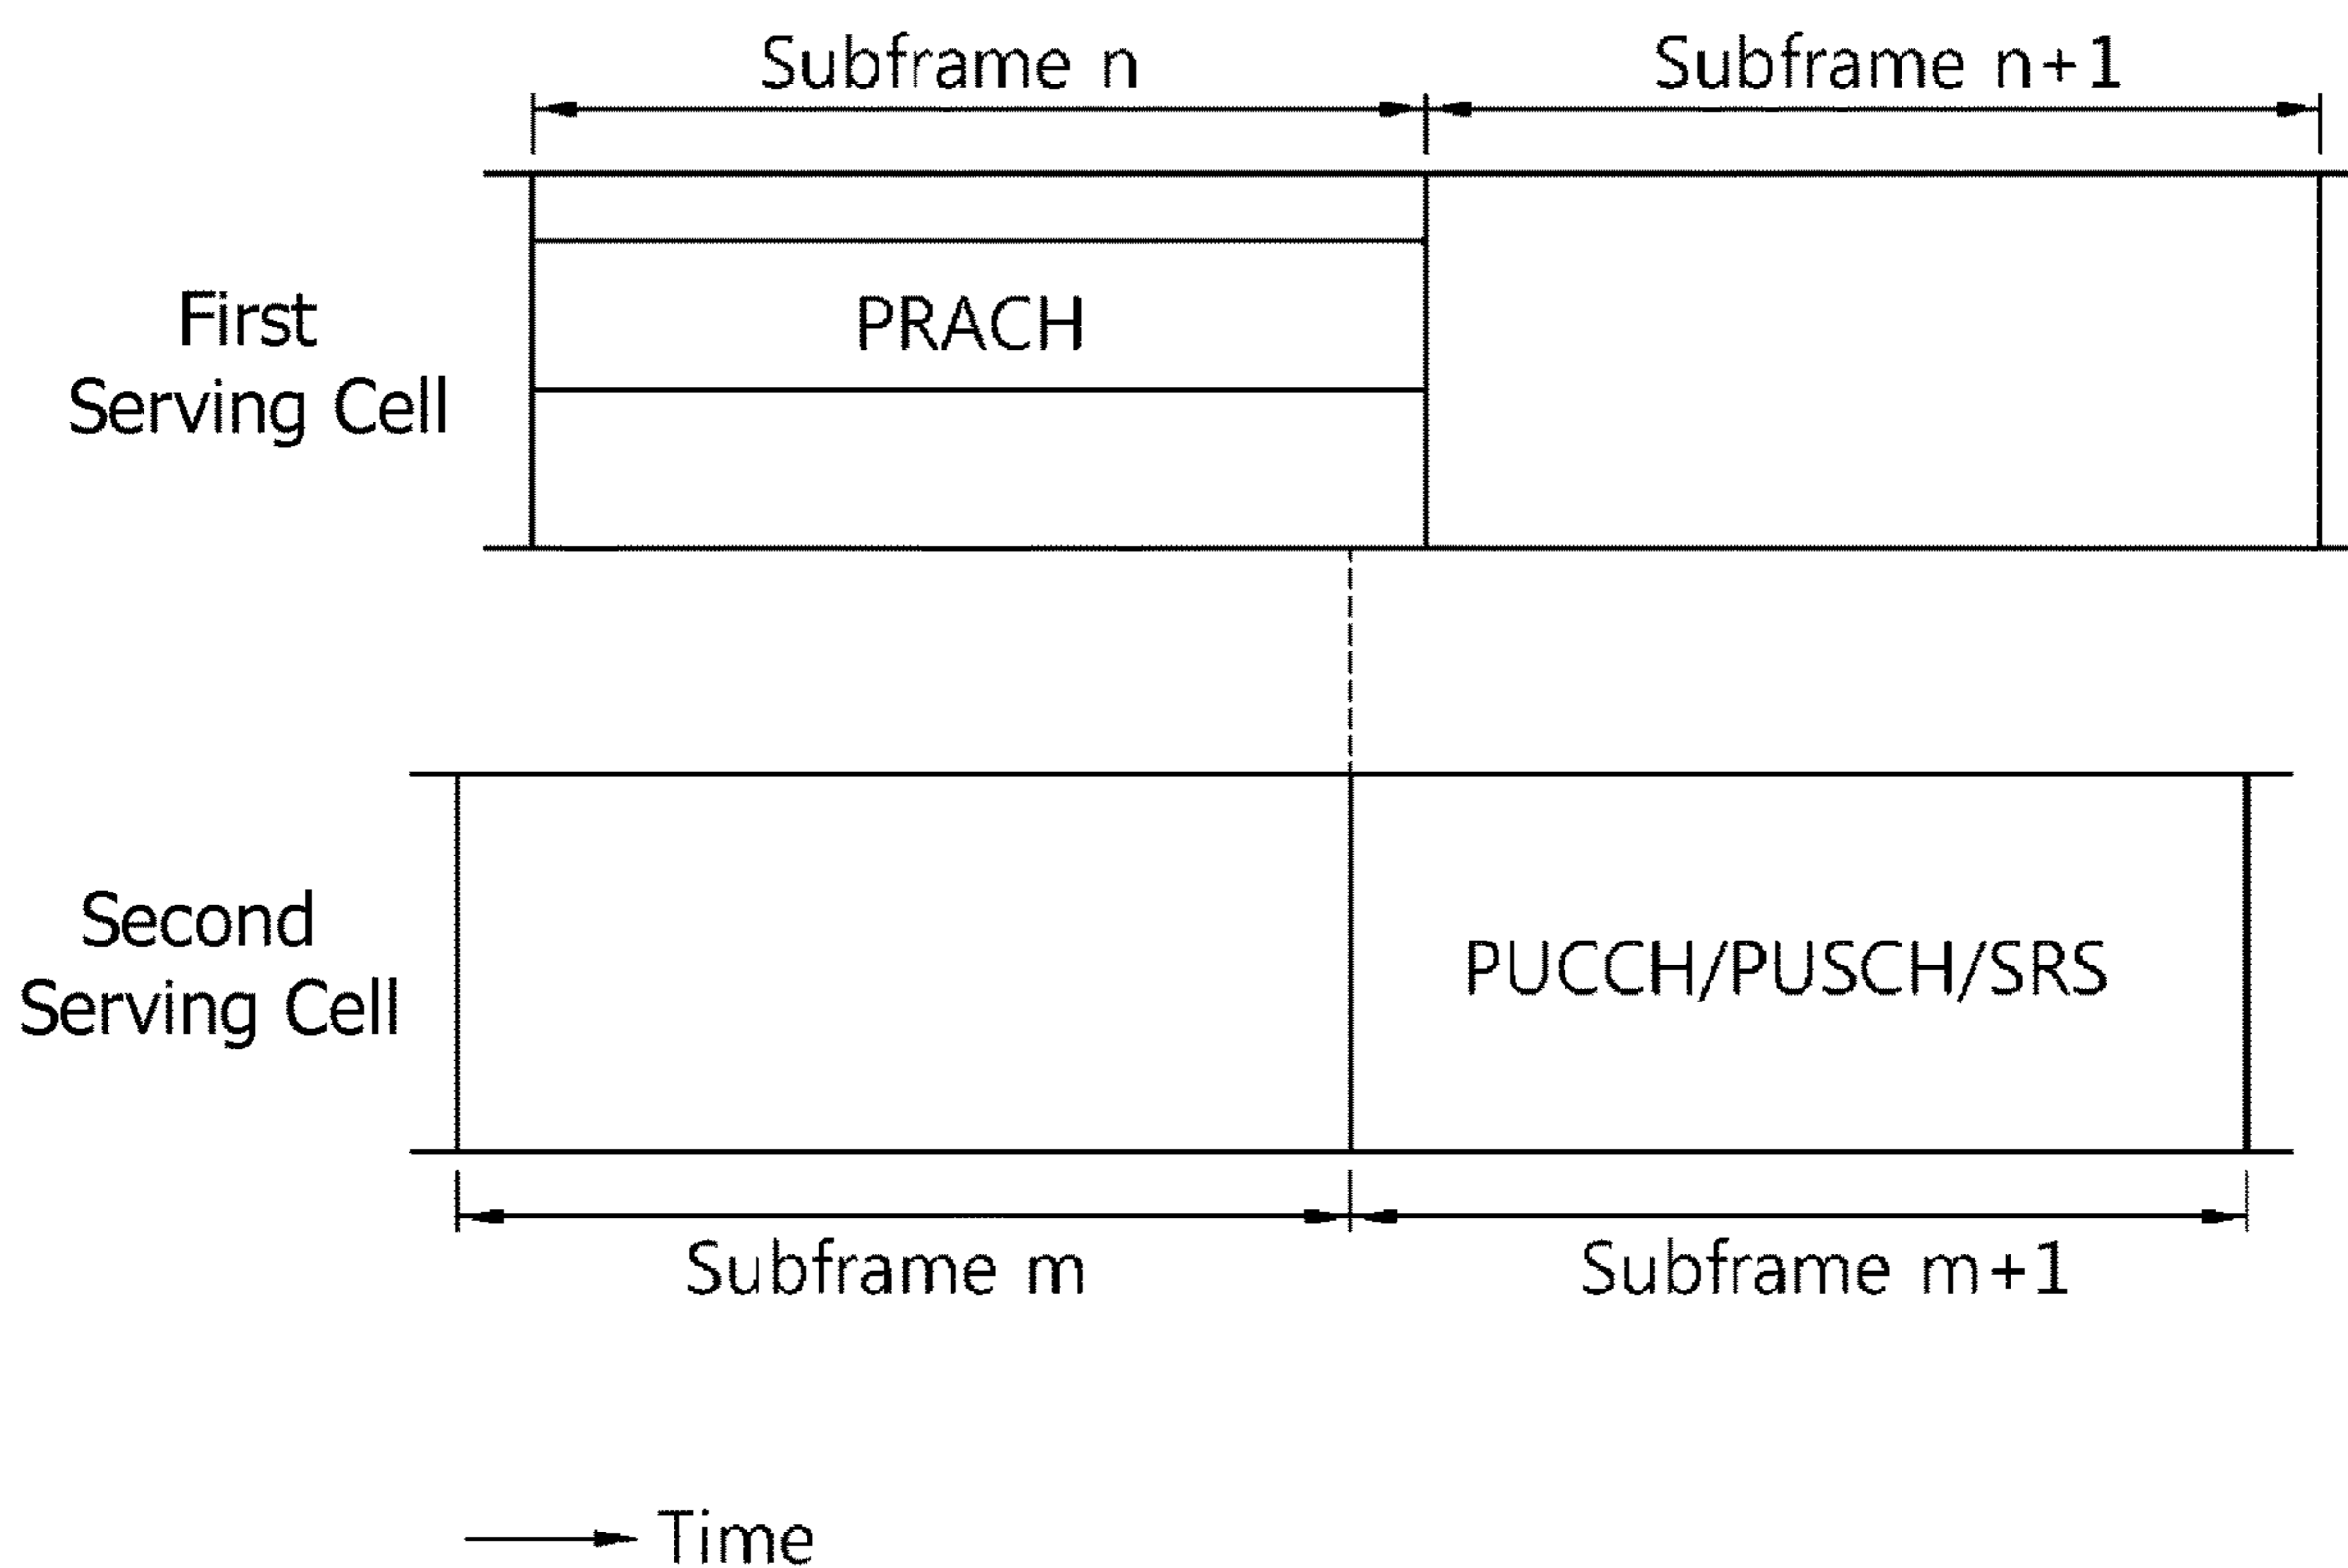 Subframe n
Subframe n+1
First
Serving Cell
PRACH
Second
Serving Cell
PUCCH/PUSCH/SRS
Subframe m
Subframe m+1
Time